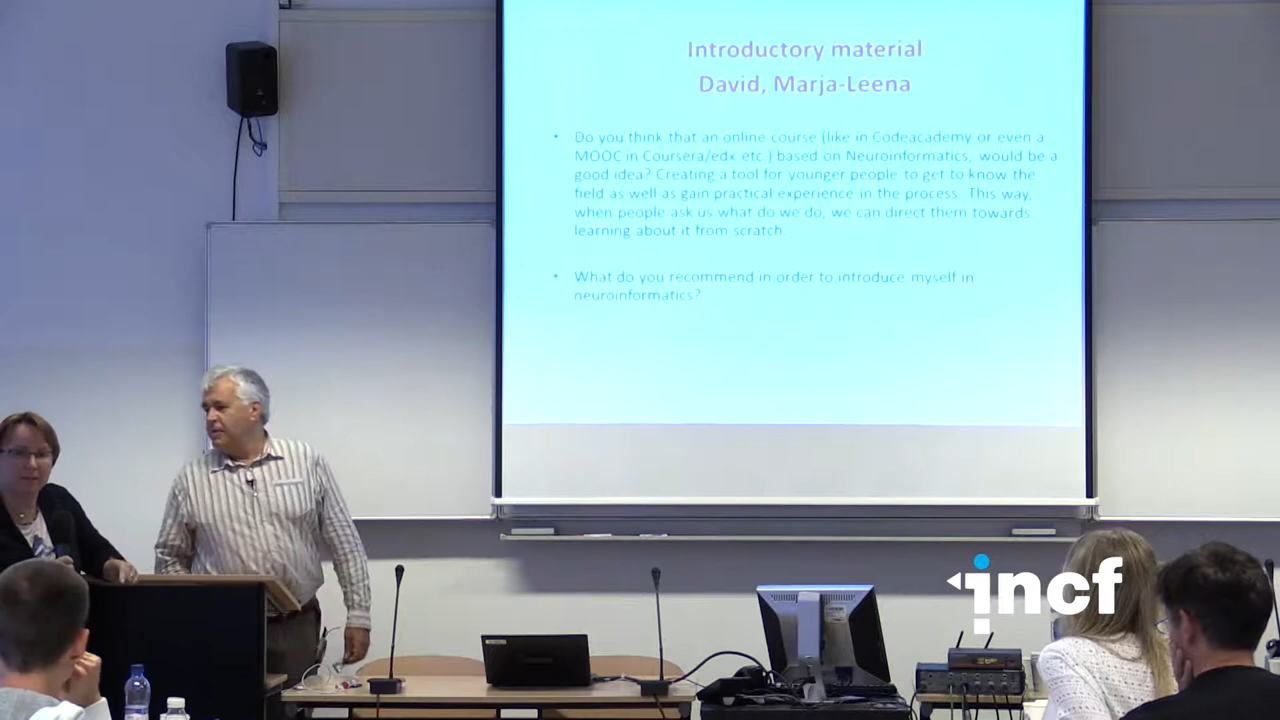 Introductory material
David, Marja-Leena
• Do you think that an online course (like in Codeacademy or even a
MOOC in Coursera/edx etc.) based on Neuroinformatics, would be a
good idea? Creating a tool for younger people to get to know the
field as well as gain practical experience in the process. This way,
when people ask us what do we do, we can direct them towards
learning about it from scratch
• What do you recommend in order to introduce myself in
neuroinformatics?
incf